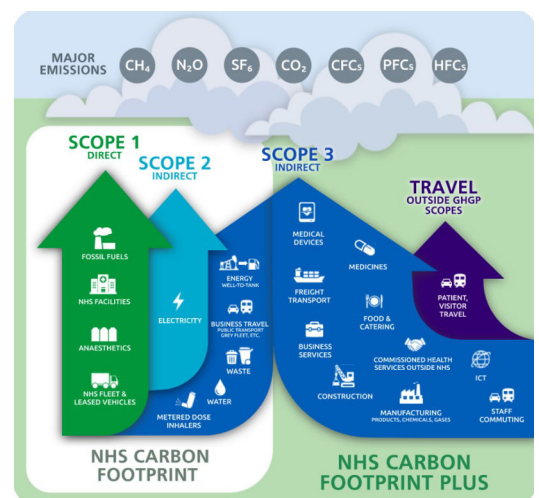 MAJOR
EMISSIONS
CH₄
N₂O
SF₆
CO₂
CFCs
PFCs
HFCs
SCOPE 1
DIRECT
FOSSIL FUELS
NHS FACILITIES
ANAESTHETICS
NHS FLEET &
LEASED VEHICLES
SCOPE 2
INDIRECT
ELECTRICITY
SCOPE 3
INDIRECT
ENERGY
WELL-TO-TANK
BUSINESS TRAVEL
PUBLIC TRANSPORT
GREY FLEET, ETC.
WASTE
WATER
METERED DOSE
INHALERS
MEDICAL
DEVICES
MEDICINES
FREIGHT
TRANSPORT
FOOD &
CATERING
BUSINESS
SERVICES
COMMISSIONED HEALTH
SERVICES OUTSIDE NHS
ICT
CONSTRUCTION
MANUFACTURING
PRODUCTS, CHEMICALS, GASES
STAFF
COMMUTING
TRAVEL
OUTSIDE GHGP
SCOPES
PATIENT,
VISITOR
TRAVEL
NHS CARBON
FOOTPRINT
NHS CARBON
FOOTPRINT PLUS